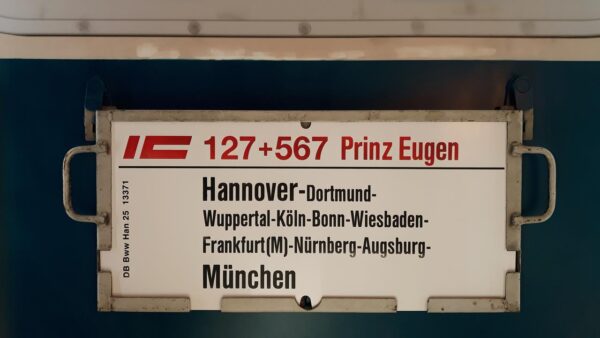 IC 127+567 Prinz Eugen
Hannover-Dortmund-
Wuppertal-Köln-Bonn-Wiesbaden-
Frankfurt(M)-Nürnberg-Augsburg-
München
DB Bww Han 25 13371